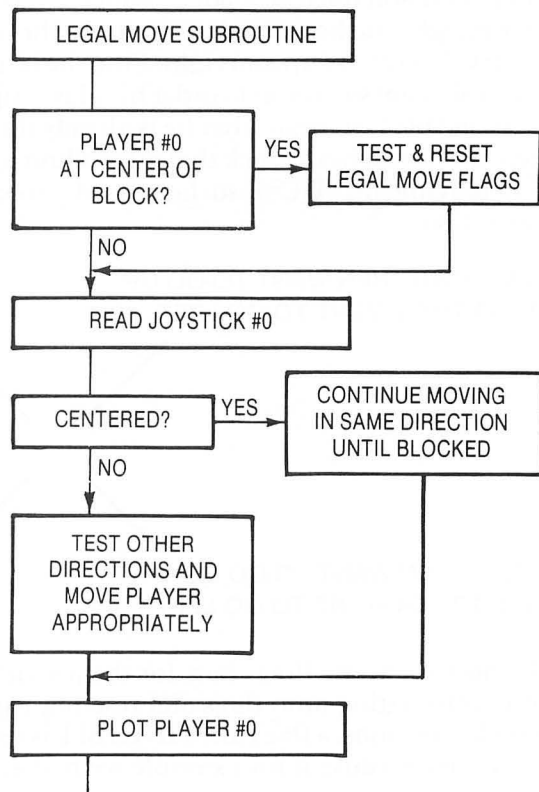 LEGAL MOVE SUBROUTINE
PLAYER #0
AT CENTER OF
BLOCK?
YES
TEST & RESET
LEGAL MOVE FLAGS
NO
READ JOYSTICK #0
CENTERED?
YES
CONTINUE MOVING
IN SAME DIRECTION
UNTIL BLOCKED
NO
TEST OTHER
DIRECTIONS AND
MOVE PLAYER
APPROPRIATELY
PLOT PLAYER #0